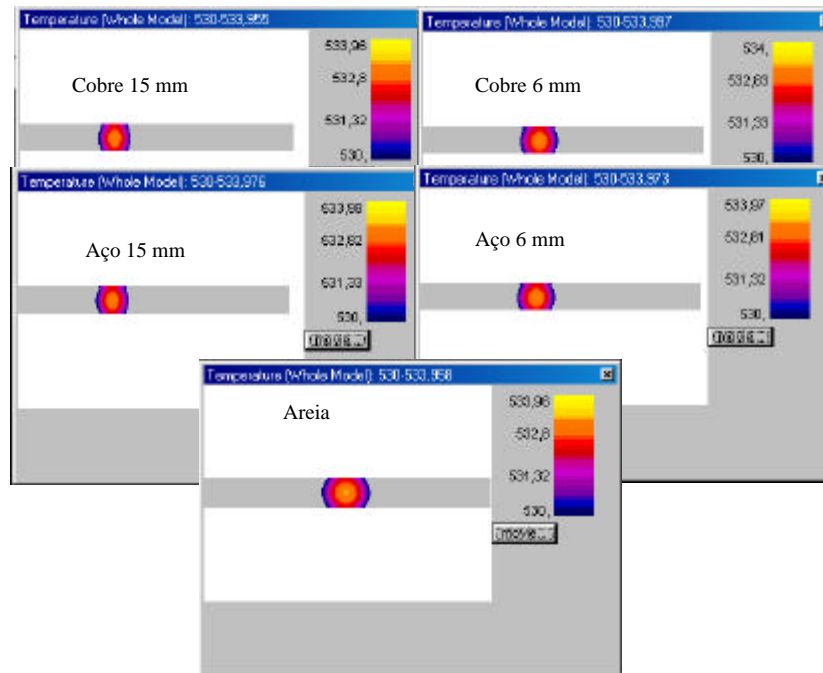 Temperature (Whole Model): 530-533,955
Cobre 15 mm
533,96
532,8
531,32
530,
Temperature (Whole Model): 530-533,997
Cobre 6 mm
534,
532,63
531,33
530,
Temperature (Whole Model): 530-533,976
Aço 15 mm
533,98
532,82
531,33
530,
movie...
Temperature (Whole Model): 530-533,973
Aço 6 mm
533,97
532,81
531,32
530,
movie...
Temperature (Whole Model): 530-533,958
Areia
533,96
532,8
531,32
530,
movie...